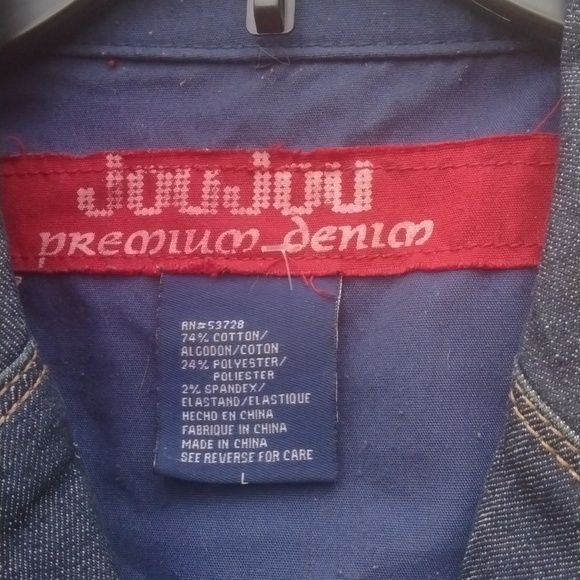 JouJou
premium denim
RN#53728
74% COTTON/
ALGODON/COTON
24% POLYESTER/
POLIESTER
2% SPANDEX/
ELASTAND/ELASTIQUE
HECHO EN CHINA
FABRIQUE IN CHINA
MADE IN CHINA
SEE REVERSE FOR CARE
L